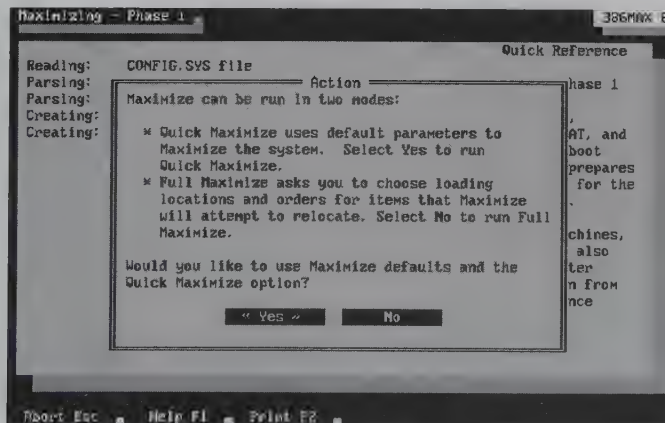 Maximizing - Phase 1
386MAX
Quick Reference
Reading: CONFIG.SYS file
Parsing:
Parsing:
Creating:
Creating:
hase 1
,
AT, and
boot
prepares
for the
.
chines,
also
ter
n from
nce
Action
Maximize can be run in two modes:
* Quick Maximize uses default parameters to
Maximize the system. Select Yes to run
Quick Maximize.
* Full Maximize asks you to choose loading
locations and orders for items that Maximize
will attempt to relocate. Select No to run Full
Maximize.
Would you like to use Maximize defaults and the
Quick Maximize option?
« Yes »
No
Abort Esc Help F1 Print F2